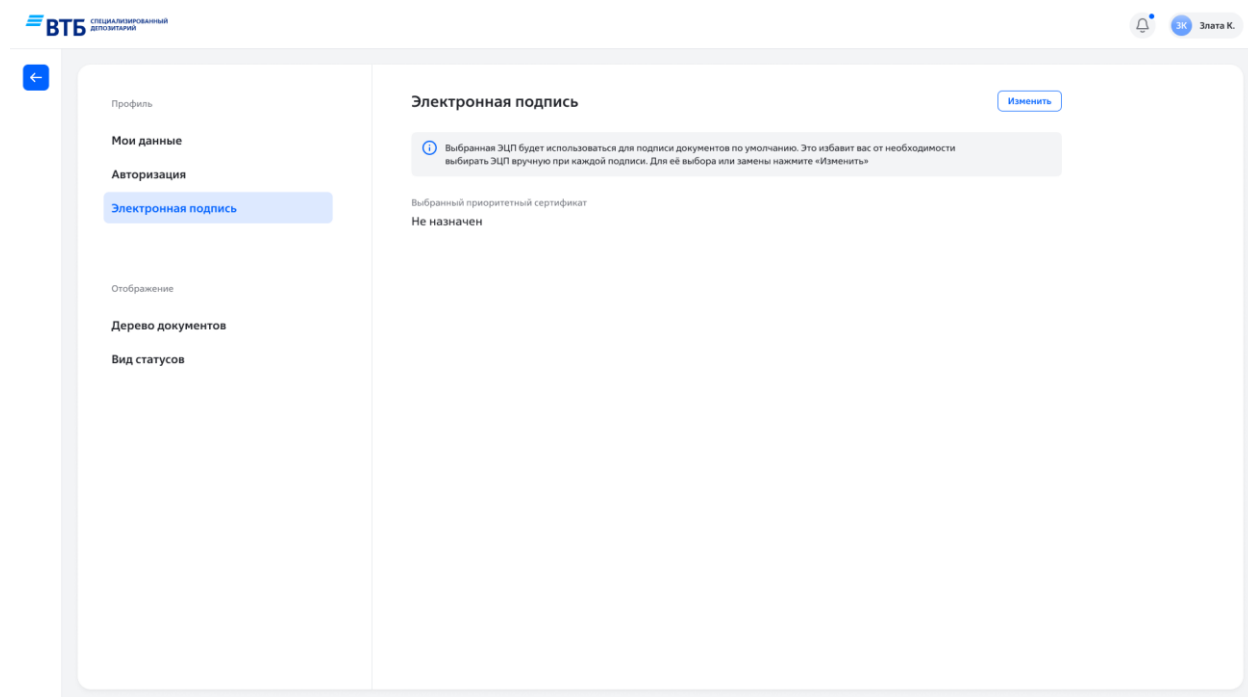 ВТБ СПЕЦИАЛИЗИРОВАННЫЙ
ДЕПОЗИТАРИЙ
ЗК Злата К.
Профиль
Мои данные
Авторизация
Электронная подпись
Отображение
Дерево документов
Вид статусов
Электронная подпись
Изменить
Выбранная ЭЦП будет использоваться для подписи документов по умолчанию. Это избавит вас от необходимости
выбирать ЭЦП вручную при каждой подписи. Для её выбора или замены нажмите «Изменить»
Выбранный приоритетный сертификат
Не назначен